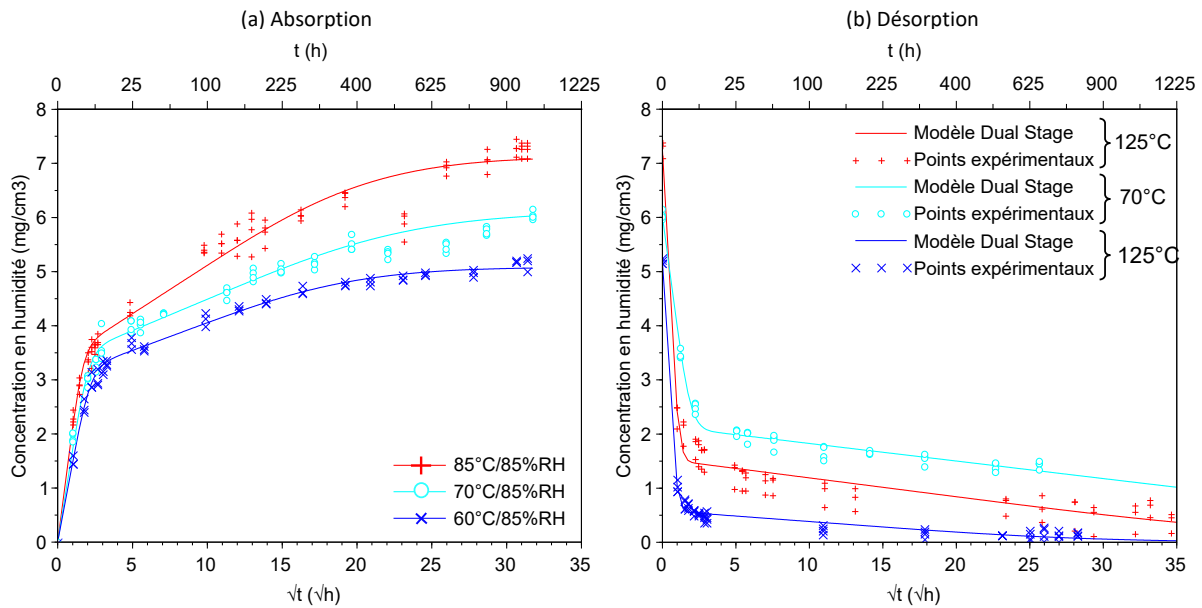 (a) Absorption
t (h)
0 25 100 225 400 625 900 1225
8
7
6
5
4
3
2
1
0
Concentration en humidité (mg/cm3)
85°C/85%RH
70°C/85%RH
60°C/85%RH
0 5 10 15 20 25 30 35
√t (√h)
(b) Désorption
t (h)
0 25 100 225 400 625 900 1225
8
7
6
5
4
3
2
1
0
Concentration en humidité (mg/cm3)
Modèle Dual Stage
Points expérimentaux
125°C
Modèle Dual Stage
Points expérimentaux
70°C
Modèle Dual Stage
Points expérimentaux
125°C
0 5 10 15 20 25 30 35
√t (√h)